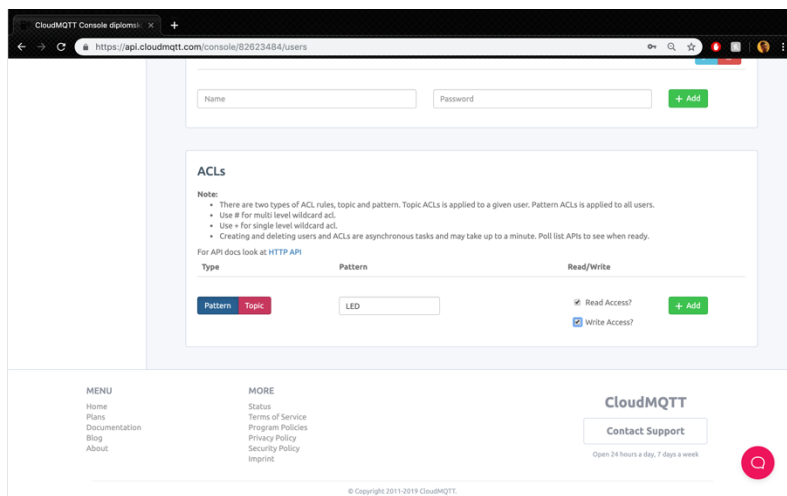 CloudMQTT Console diplomsk
https://api.cloudmqtt.com/console/82623484/users
Name Password + Add
ACLs
Note:
• There are two types of ACL rules, topic and pattern. Topic ACLs is applied to a given user. Pattern ACLs is applied to all users.
• Use # for multi level wildcard acl.
• Use + for single level wildcard acl.
• Creating and deleting users and ACLs are asynchronous tasks and may take up to a minute. Poll list APIs to see when ready.
For API docs look at HTTP API
Type Pattern Read/Write
Pattern Topic LED Read Access? + Add
Write Access?
MENU
Home
Plans
Documentation
Blog
About
MORE
Status
Terms of Service
Program Policies
Privacy Policy
Security Policy
Imprint
CloudMQTT
Contact Support
Open 24 hours a day, 7 days a week
© Copyright 2011-2019 CloudMQTT.